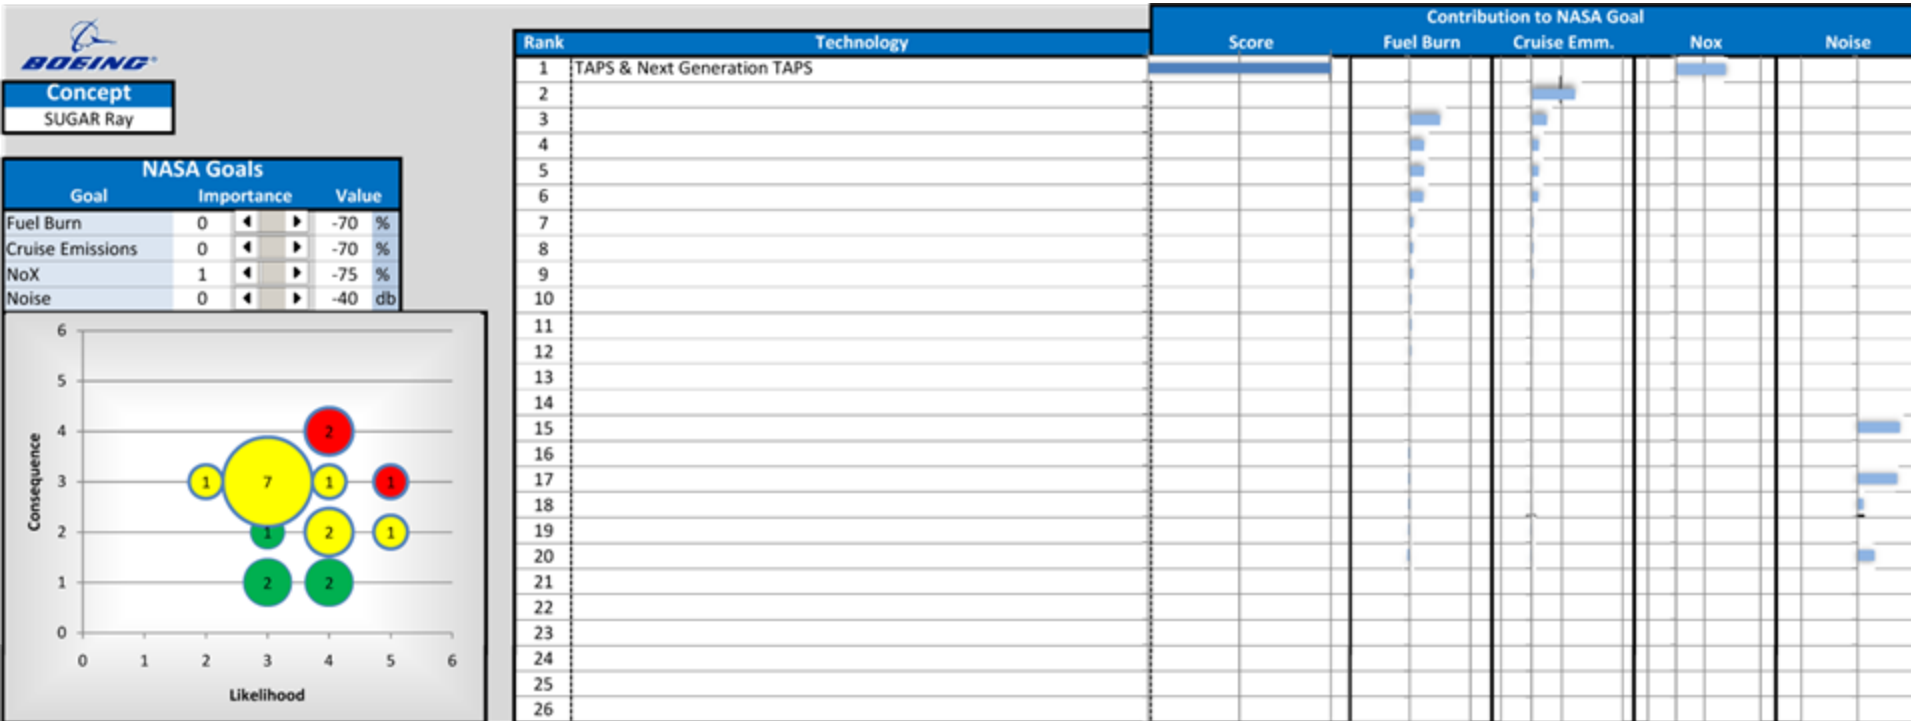 BOEING
Concept
SUGAR Ray
NASA Goals
Goal Importance Value
Fuel Burn 0 -70 %
Cruise Emissions 0 -70 %
NoX 1 -75 %
Noise 0 -40 db
6
5
4
3
2
1
0
0 1 2 3 4 5 6
Consequence
Likelihood
2
1 7 1 1
1 2 1
2 2
Contribution to NASA Goal
Rank Technology Score Fuel Burn Cruise Emm. Nox Noise
1 TAPS & Next Generation TAPS
2
3
4
5
6
7
8
9
10
11
12
13
14
15
16
17
18
19
20
21
22
23
24
25
26